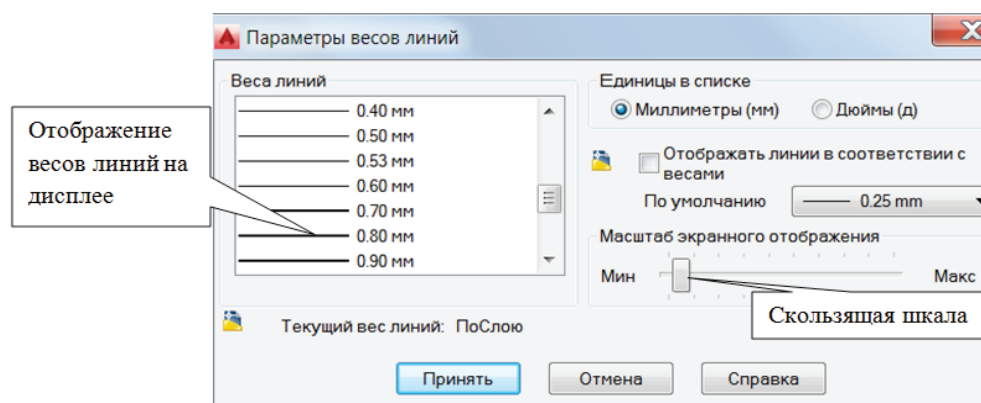 Параметры весов линий
Веса линий
0.40 мм
0.50 мм
0.53 мм
0.60 мм
0.70 мм
0.80 мм
0.90 мм
Отображение
весов линий на
дисплее
Единицы в списке
Миллиметры (мм) Дюймы (д)
Отображать линии в соответствии с
весами
По умолчанию 0.25 mm
Масштаб экранного отображения
Мин Макс
Скользящая шкала
Текущий вес линий: ПоСлою
Принять Отмена Справка